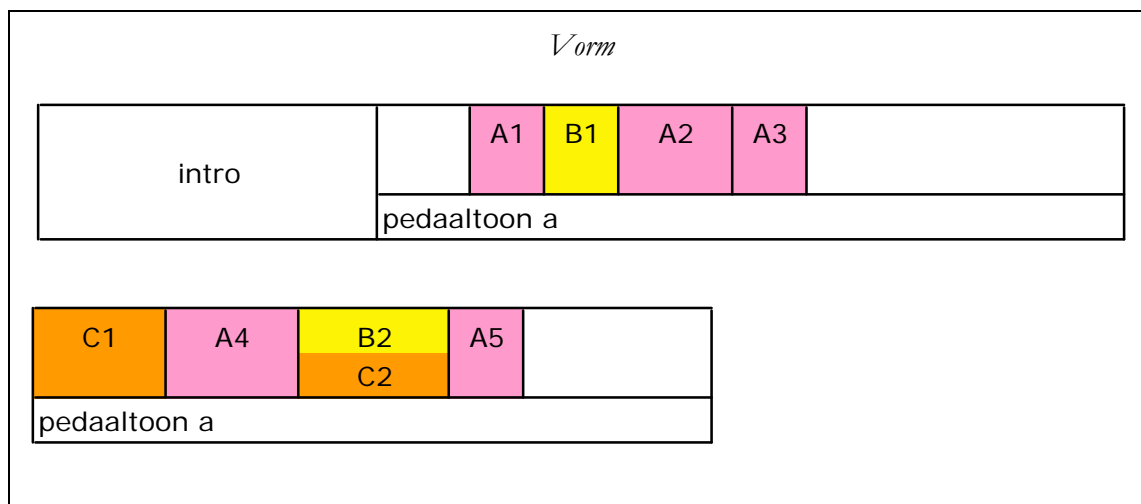 Vorm
intro
A1 B1 A2 A3
pedaaltoon a
C1 A4 B2 A5
C2
pedaaltoon a